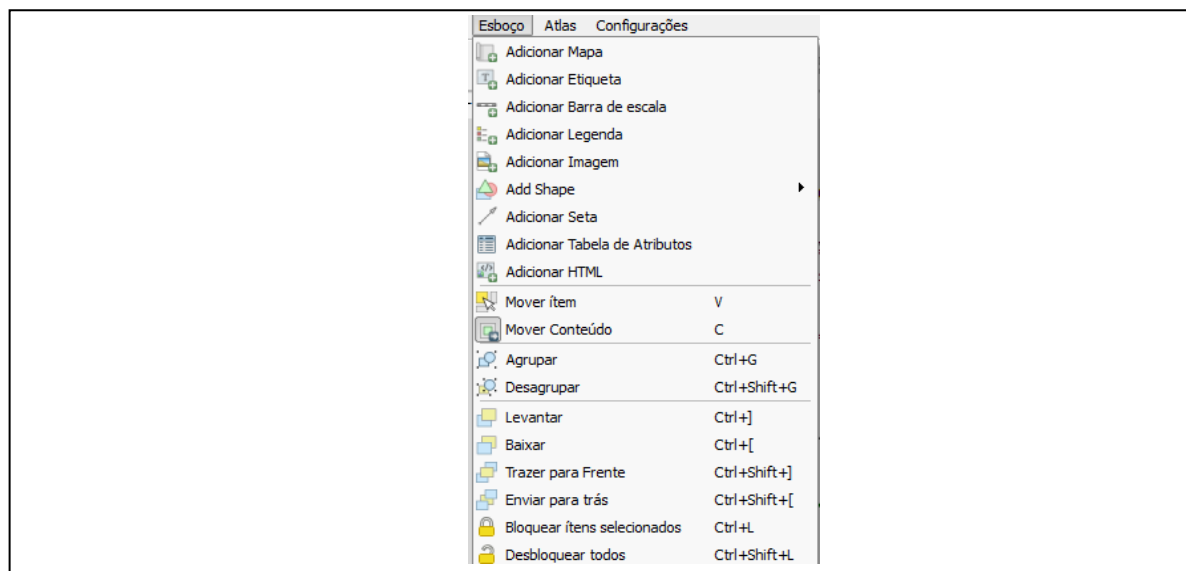 Esboço Atlas Configurações
Adicionar Mapa
Adicionar Etiqueta
Adicionar Barra de escala
Adicionar Legenda
Adicionar Imagem
Add Shape
Adicionar Seta
Adicionar Tabela de Atributos
Adicionar HTML
Mover ítem V
Mover Conteúdo C
Agrupar Ctrl+G
Desagrupar Ctrl+Shift+G
Levantar Ctrl+]
Baixar Ctrl+[
Trazer para Frente Ctrl+Shift+]
Enviar para trás Ctrl+Shift+[
Bloquear ítens selecionados Ctrl+L
Desbloquear todos Ctrl+Shift+L